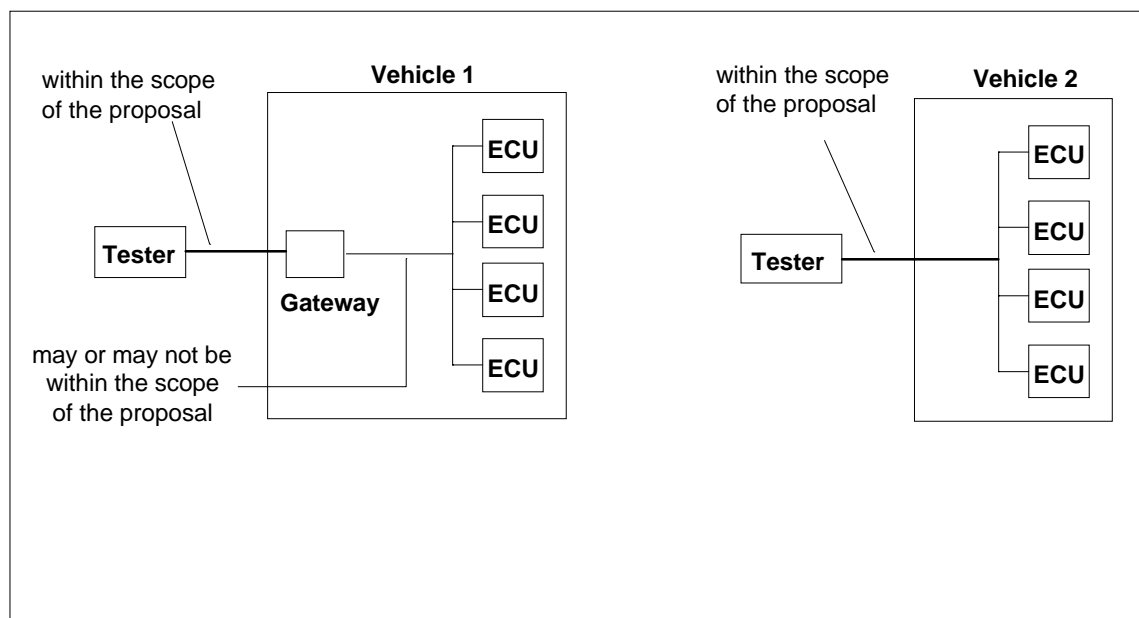 within the scope
of the proposal
Vehicle 1
ECU
ECU
Tester
Gateway
ECU
ECU
may or may not be
within the scope
of the proposal
within the scope
of the proposal
Vehicle 2
ECU
ECU
Tester
ECU
ECU